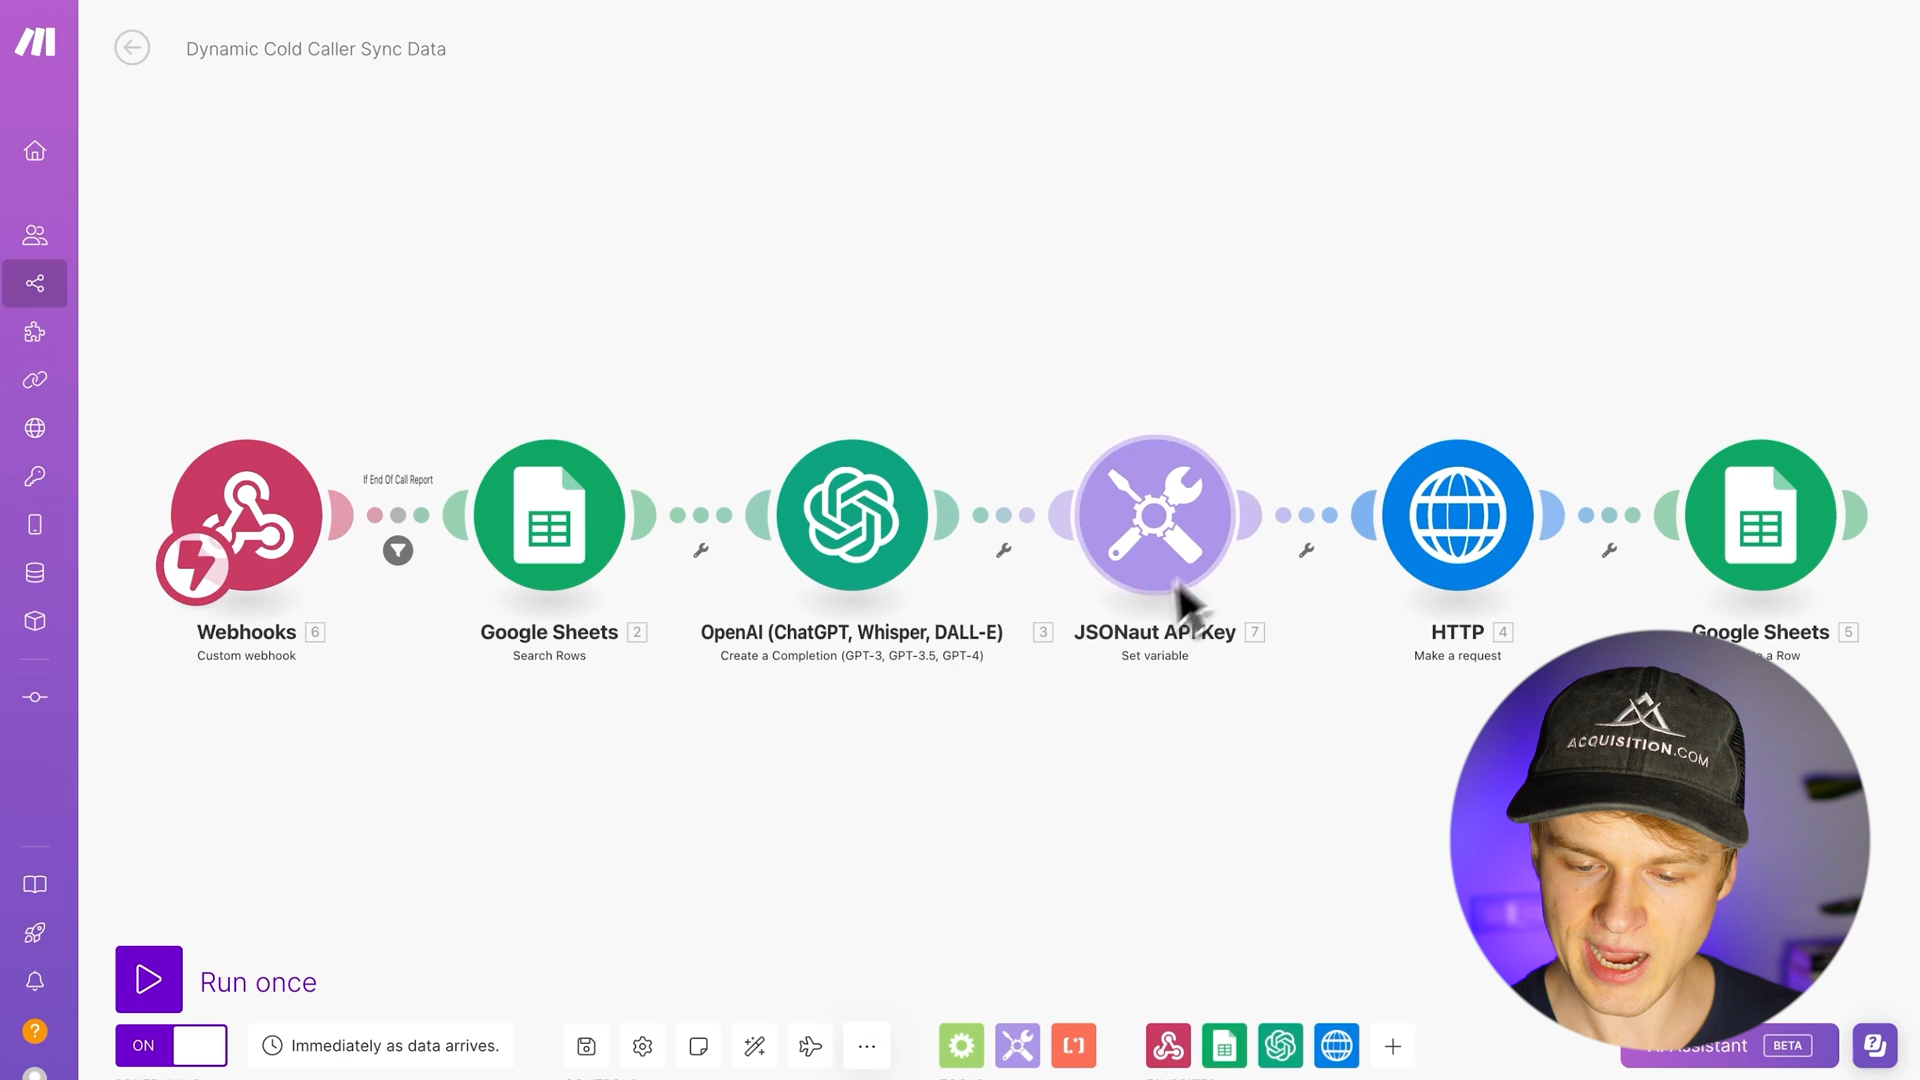 Dynamic Cold Caller Sync Data
If End Of Call Report
Webhooks 6
Custom webhook
Google Sheets 2
Search Rows
OpenAI (ChatGPT, Whisper, DALL-E) 3
Create a Completion (GPT-3, GPT-3.5, GPT-4)
JSONaut API Key 7
Set variable
HTTP 4
Make a request
Google Sheets 5
a Row
ACQUISITION.COM
Run once
ON
Immediately as data arrives.
Assistant BETA
?